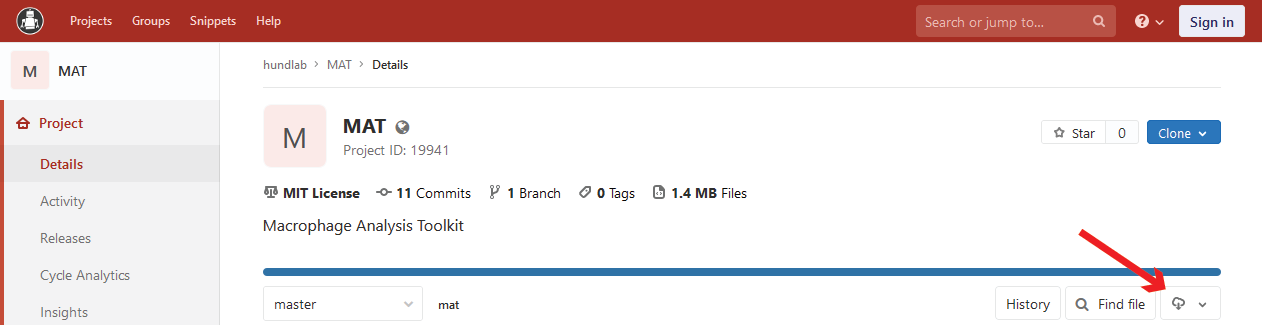 Projects Groups Snippets Help Search or jump to... ? Sign in
M MAT
hundlab > MAT > Details
Project
Details
Activity
Releases
Cycle Analytics
Insights
M
MAT
Project ID: 19941
Star 0 Clone
MIT License 11 Commits 1 Branch 0 Tags 1.4 MB Files
Macrophage Analysis Toolkit
master mat History Find file